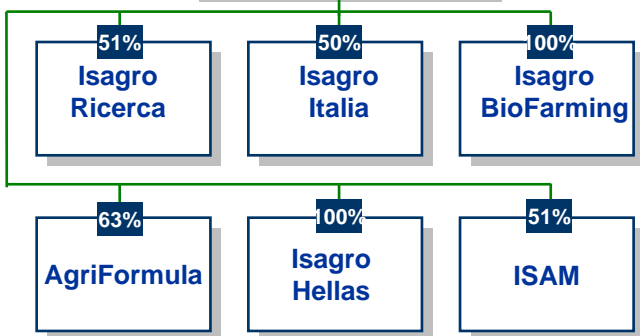 51%
50%
100%
Isagro
Ricerca
Isagro
Italia
Isagro
BioFarming
63%
100%
51%
AgriFormula
Isagro
Hellas
ISAM